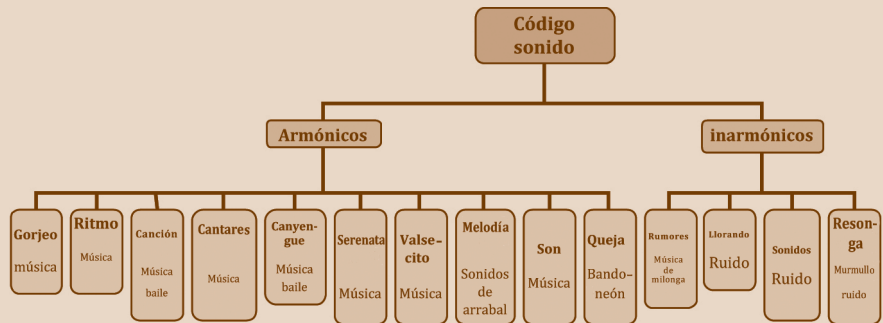 Código
sonido
Armónicos
inarmónicos
Gorjeo
música
Ritmo
Música
Canción
Música
baile
Cantares
Música
Canyen-
gue
Música
baile
Serenata
Música
Valse-
cito
Música
Melodía
Sonidos
de
arrabal
Son
Música
Queja
Bando-
neón
Rumores
Música
de
milonga
Llorando
Ruido
Sonidos
Ruido
Reson-
ga
Murmullo
ruido